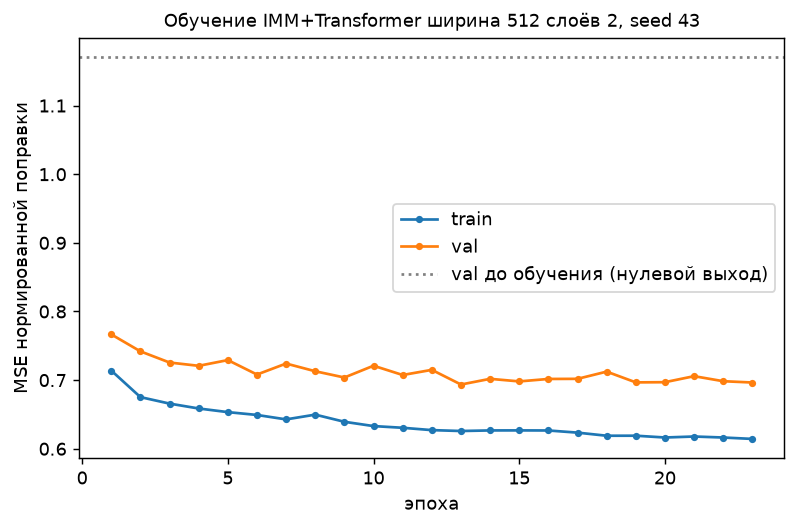 Обучение IMM+Transformer ширина 512 слоёв 2, seed 43
MSE нормированной поправки
1.1
1.0
0.9
0.8
0.7
0.6
train
val
val до обучения (нулевой выход)
0 5 10 15 20
эпоха